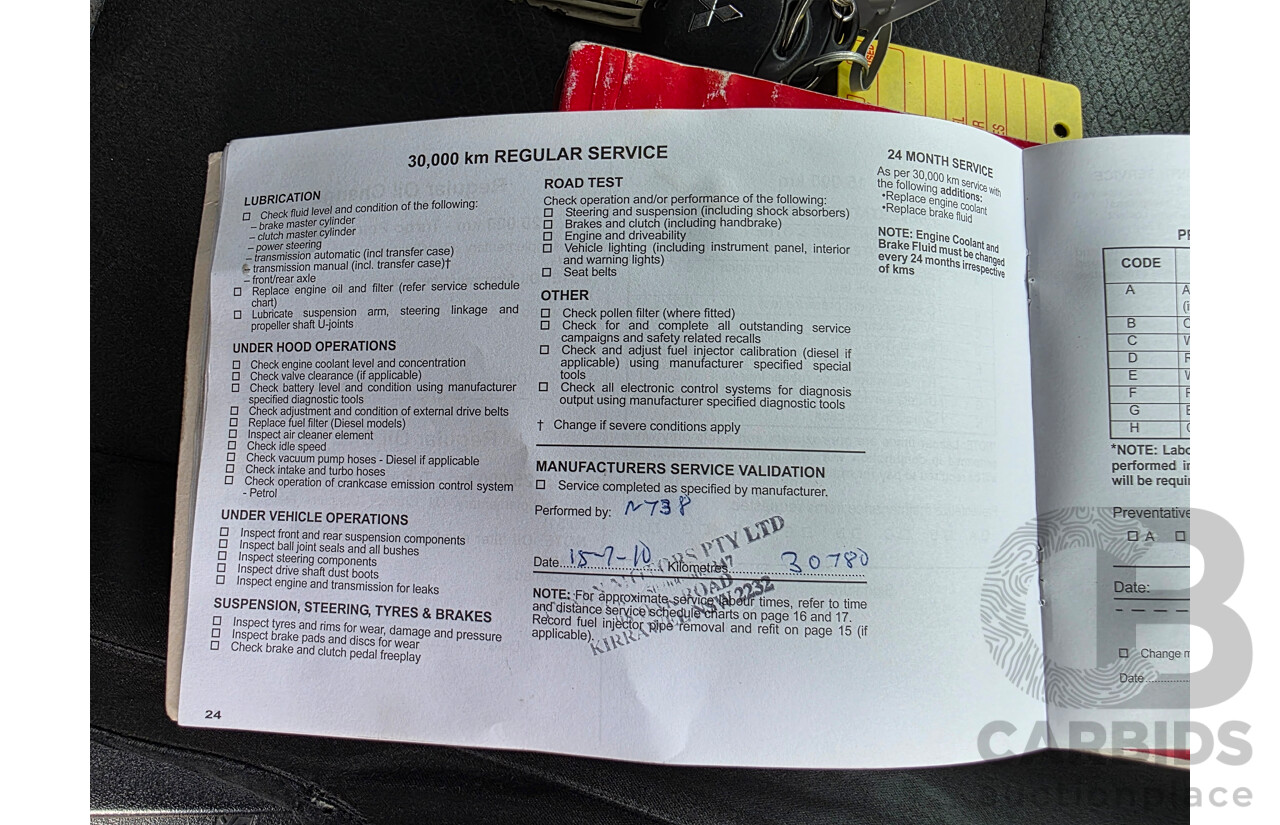 30,000 km REGULAR SERVICE
LUBRICATION
Check fluid level and condition of the following:
– brake master cylinder
– clutch master cylinder
– power steering
– transmission automatic (incl transfer case)
– transmission manual (incl. transfer case)†
– front/rear axle
Replace engine oil and filter (refer service schedule
chart)
Lubricate suspension arm, steering linkage and
propeller shaft U-joints
UNDER HOOD OPERATIONS
Check engine coolant level and concentration
Check valve clearance (if applicable)
Check battery level and condition using manufacturer
specified diagnostic tools
Check adjustment and condition of external drive belts
Replace fuel filter (Diesel models)
Inspect air cleaner element
Check idle speed
Check vacuum pump hoses - Diesel if applicable
Check intake and turbo hoses
Check operation of crankcase emission control system
- Petrol
UNDER VEHICLE OPERATIONS
Inspect front and rear suspension components
Inspect ball joint seals and all bushes
Inspect steering components
Inspect drive shaft dust boots
Inspect engine and transmission for leaks
SUSPENSION, STEERING, TYRES & BRAKES
Inspect tyres and rims for wear, damage and pressure
Inspect brake pads and discs for wear
Check brake and clutch pedal freeplay
24
ROAD TEST
Check operation and/or performance of the following:
Steering and suspension (including shock absorbers)
Brakes and clutch (including handbrake)
Engine and driveability
Vehicle lighting (including instrument panel, interior
and warning lights)
Seat belts
OTHER
Check pollen filter (where fitted)
Check for and complete all outstanding service
campaigns and safety related recalls
Check and adjust fuel injector calibration (diesel if
applicable) using manufacturer specified special
tools
Check all electronic control systems for diagnosis
output using manufacturer specified diagnostic tools
† Change if severe conditions apply
MANUFACTURERS SERVICE VALIDATION
Service completed as specified by manufacturer.
Performed by: N738
Date 15-7-10 Kilometres 30780
PTY LTD
ROAD
KIRRAWEE NSW 2232
NOTE: For approximate service labour times, refer to time
and distance service schedule charts on page 16 and 17.
Record fuel injector pipe removal and refit on page 15 (if
applicable).
24 MONTH SERVICE
As per 30,000 km service with
the following additions:
•Replace engine coolant
•Replace brake fluid
NOTE: Engine Coolant and
Brake Fluid must be changed
every 24 months irrespective
of kms
CODE
A
B
C
D
E
F
G
H
*NOTE:
performed
will be
Preventative
A
Date:
Change
Date
CARBIDS
auctionplace